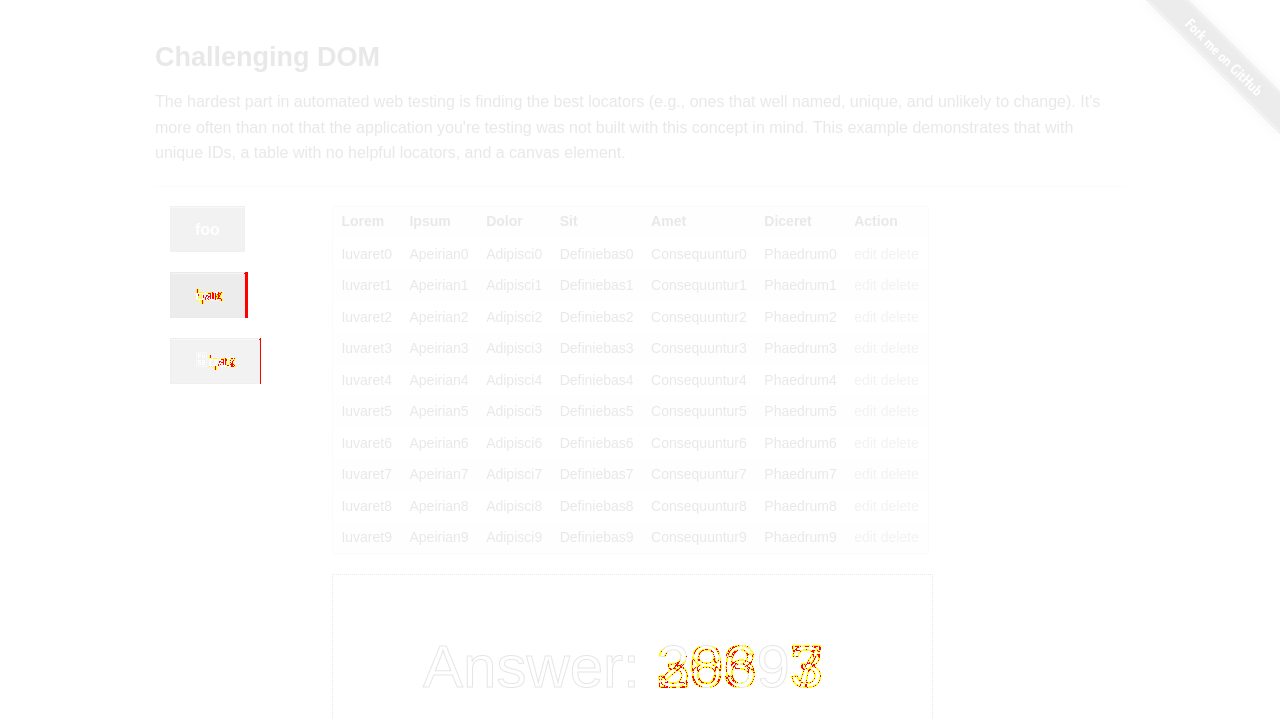 Fork me on GitHub
Challenging DOM
The hardest part in automated web testing is finding the best locators (e.g., ones that well named, unique, and unlikely to change). It's
more often than not that the application you're testing was not built with this concept in mind. This example demonstrates that with
unique IDs, a table with no helpful locators, and a canvas element.
foo
Lorem Ipsum Dolor Sit Amet Diceret Action
Iuvaret0 Apeirian0 Adipisci0 Definiebas0 Consequuntur0 Phaedrum0 edit delete
Iuvaret1 Apeirian1 Adipisci1 Definiebas1 Consequuntur1 Phaedrum1 edit delete
Iuvaret2 Apeirian2 Adipisci2 Definiebas2 Consequuntur2 Phaedrum2 edit delete
Iuvaret3 Apeirian3 Adipisci3 Definiebas3 Consequuntur3 Phaedrum3 edit delete
Iuvaret4 Apeirian4 Adipisci4 Definiebas4 Consequuntur4 Phaedrum4 edit delete
Iuvaret5 Apeirian5 Adipisci5 Definiebas5 Consequuntur5 Phaedrum5 edit delete
Iuvaret6 Apeirian6 Adipisci6 Definiebas6 Consequuntur6 Phaedrum6 edit delete
Iuvaret7 Apeirian7 Adipisci7 Definiebas7 Consequuntur7 Phaedrum7 edit delete
Iuvaret8 Apeirian8 Adipisci8 Definiebas8 Consequuntur8 Phaedrum8 edit delete
Iuvaret9 Apeirian9 Adipisci9 Definiebas9 Consequuntur9 Phaedrum9 edit delete
Answer: